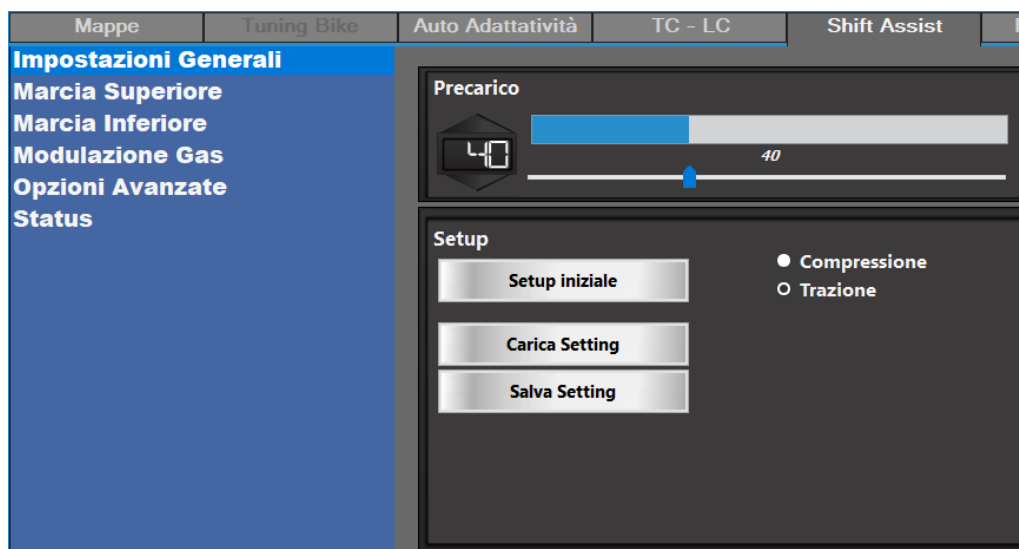 Mappe
Tuning Bike
Auto Adattatività
TC - LC
Shift Assist
Impostazioni Generali
Marcia Superiore
Marcia Inferiore
Modulazione Gas
Opzioni Avanzate
Status
Precarico
40
40
Setup
Setup iniziale
Carica Setting
Salva Setting
Compressione
Trazione